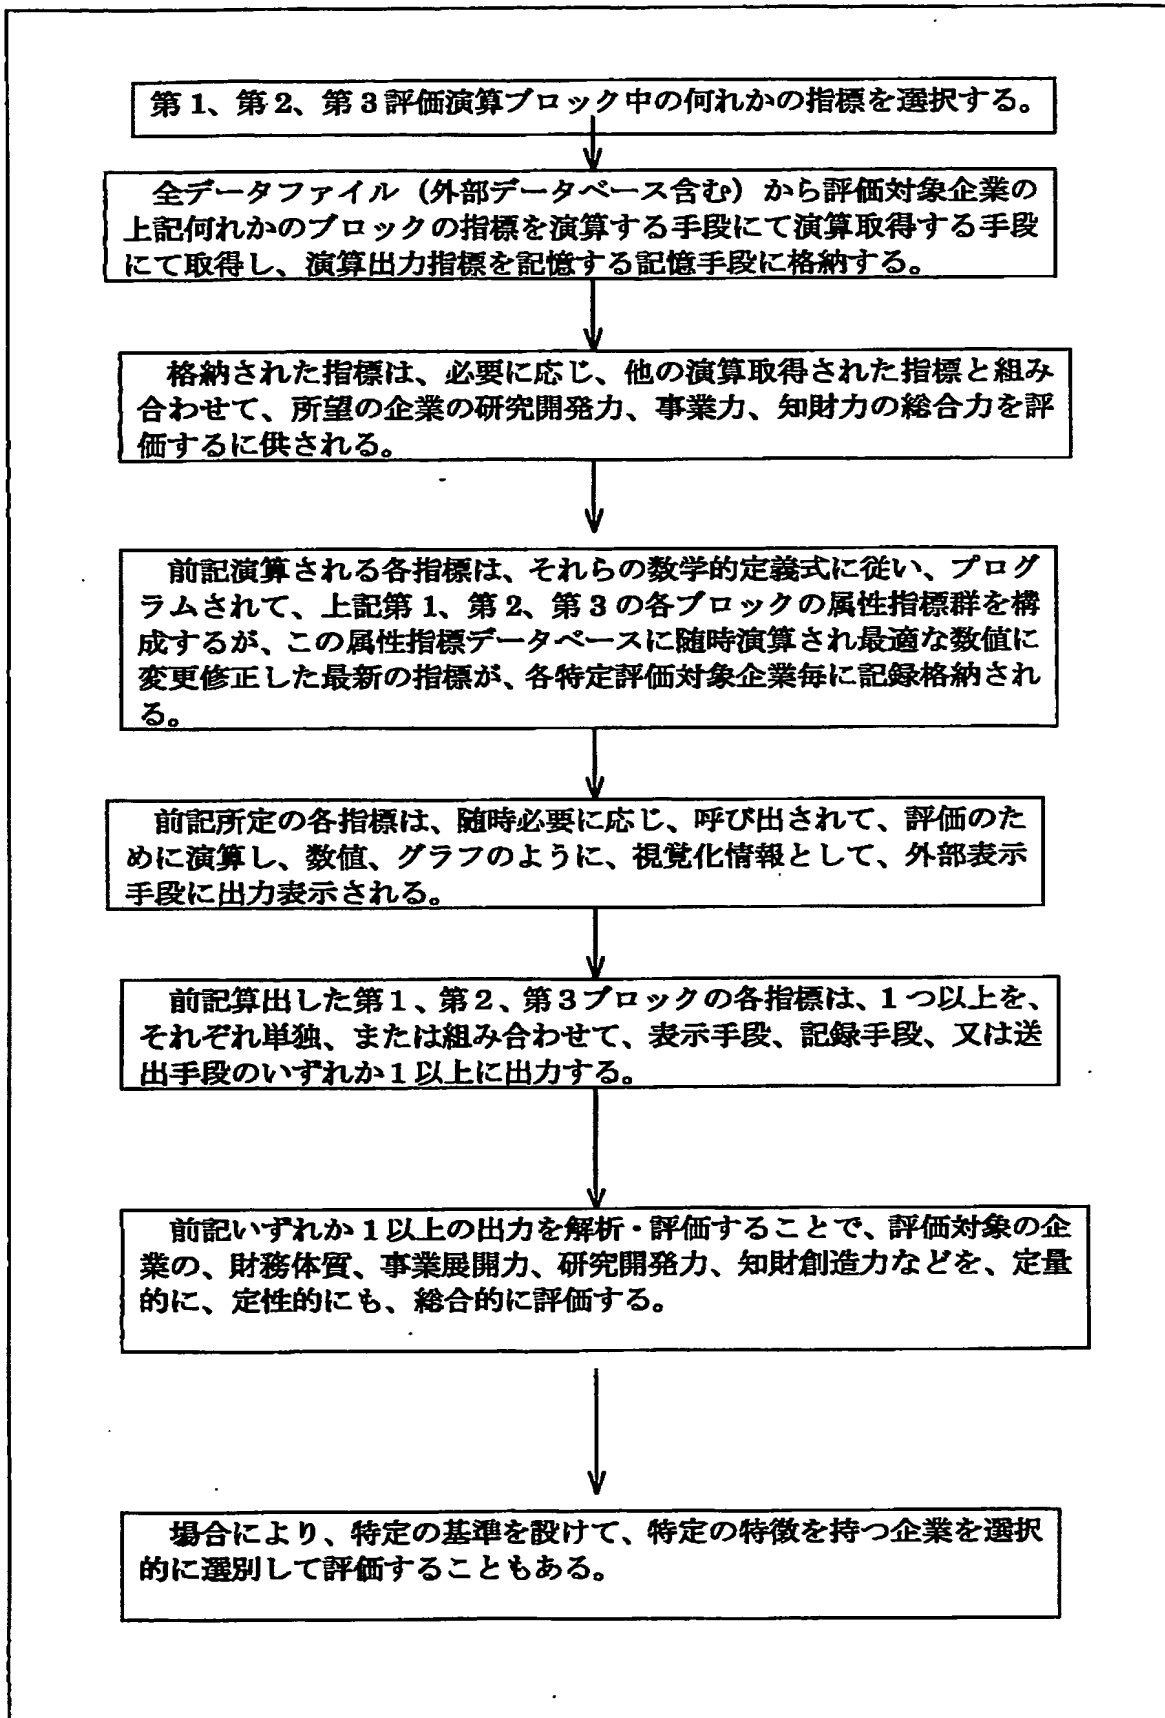 第1、第2、第3評価演算ブロック中の何れかの指標を選択する。
全データファイル(外部データベース含む)から評価対象企業の
上記何れかのブロックの指標を演算する手段にて演算取得する手段
にて取得し、演算出力指標を記憶する記憶手段に格納する。
格納された指標は、必要に応じ、他の演算取得された指標と組み
合わせて、所望の企業の研究開発力、事業力、知財力の総合力を評
価するに供される。
前記演算される各指標は、それらの数学的定義式に従い、プログ
ラムされて、上記第1、第2、第3の各ブロックの属性指標群を構
成するが、この属性指標データベースに随時演算され最適な数値に
変更修正した最新の指標が、各特定評価対象企業毎に記録格納され
る。
前記所定の各指標は、随時必要に応じ、呼び出されて、評価のた
めに演算し、数値、グラフのように、視覚化情報として、外部表示
手段に出力表示される。
前記算出した第1、第2、第3ブロックの各指標は、1つ以上を、
それぞれ単独、または組み合わせて、表示手段、記録手段、又は送
出手段のいずれか1以上に出力する。
前記いずれか1以上の出力を解析・評価することで、評価対象の企
業の、財務体質、事業展開力、研究開発力、知財創造力などを、定量
的に、定性的にも、総合的に評価する。
場合により、特定の基準を設けて、特定の特徴を持つ企業を選択
的に選別して評価することもある。